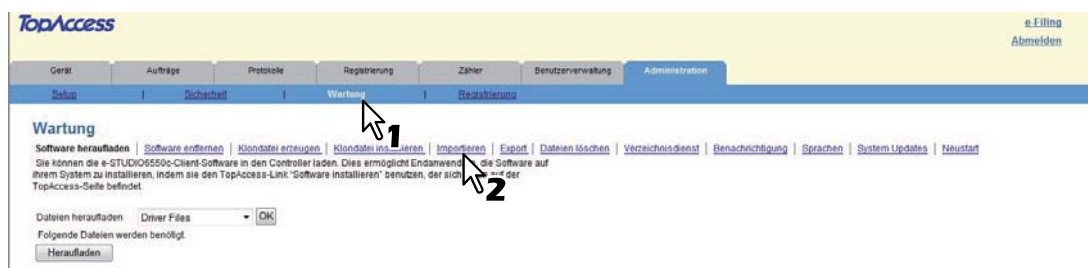 TopAccess
e-Filing
Abmelden
Gerät Aufträge Protokolle Registrierung Zähler Benutzerverwaltung Administration
Setup | Sicherheit | Wartung | Registrierung
1
Wartung
Software heraufladen | Software entfernen | Klondatei erzeugen | Klondatei installieren | Importieren | Export | Dateien löschen | Verzeichnisdienst | Benachrichtigung | Sprachen | System Updates | Neustart
Sie können die e-STUDIO6550c-Client-Software in den Controller laden. Dies ermöglicht Endanwendern, die Software auf
ihrem System zu installieren, indem sie den TopAccess-Link "Software installieren" benutzen, der sich auf der
2
TopAccess-Seite befindet.
Dateien heraufladen Driver Files OK
Folgende Dateien werden benötigt.
Heraufladen